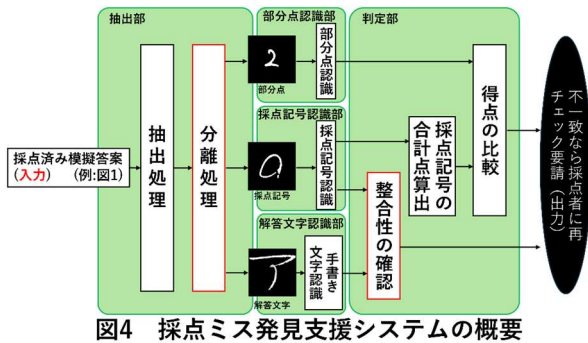 抽出部
部分点認識部
判定部
2
部分点
部分点認識
採点記号認識部
採点済み模擬答案
(入力) (例:図1)
抽出処理
分離処理
採点記号
採点記号認識
採点記号の
合計点算出
得点の比較
解答文字認識部
ア
解答文字
手書き
文字認識
整合性の確認
不一致なら採点者に再
チェック要請(出力)
図4 採点ミス発見支援システムの概要